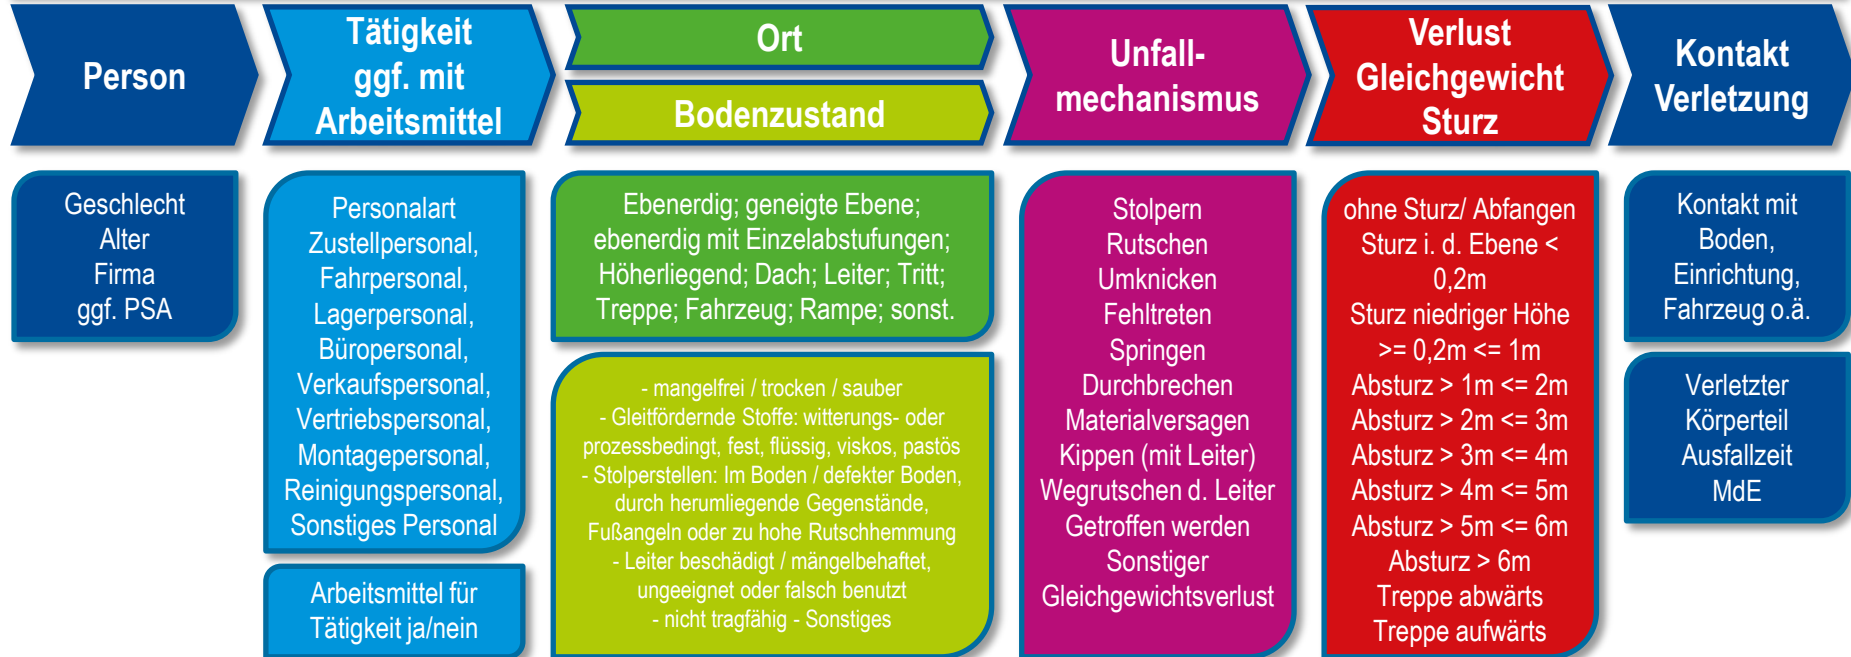 Person
Tätigkeit
ggf. mit
Arbeitsmittel
Ort
Bodenzustand
Unfall-
mechanismus
Verlust
Gleichgewicht
Sturz
Kontakt
Verletzung
Geschlecht
Alter
Firma
ggf. PSA
Personalart
Zustellpersonal,
Fahrpersonal,
Lagerpersonal,
Büropersonal,
Verkaufspersonal,
Vertriebspersonal,
Montagepersonal,
Reinigungspersonal,
Sonstiges Personal
Arbeitsmittel für
Tätigkeit ja/nein
Ebenerdig; geneigte Ebene;
ebenerdig mit Einzelabstufungen;
Höherliegend; Dach; Leiter; Tritt;
Treppe; Fahrzeug; Rampe; sonst.
- mangelfrei / trocken / sauber
- Gleitfördernde Stoffe: witterungs- oder
prozessbedingt, fest, flüssig, viskos, pastös
- Stolperstellen: Im Boden / defekter Boden,
durch herumliegende Gegenstände,
Fußangeln oder zu hohe Rutschhemmung
- Leiter beschädigt / mängelbehaftet,
ungeeignet oder falsch benutzt
- nicht tragfähig - Sonstiges
Stolpern
Rutschen
Umknicken
Fehltreten
Springen
Durchbrechen
Materialversagen
Kippen (mit Leiter)
Wegrutschen d. Leiter
Getroffen werden
Sonstiger
Gleichgewichtsverlust
ohne Sturz/ Abfangen
Sturz i. d. Ebene <
0,2m
Sturz niedriger Höhe
>= 0,2m <= 1m
Absturz > 1m <= 2m
Absturz > 2m <= 3m
Absturz > 3m <= 4m
Absturz > 4m <= 5m
Absturz > 5m <= 6m
Absturz > 6m
Treppe abwärts
Treppe aufwärts
Kontakt mit
Boden,
Einrichtung,
Fahrzeug o.ä.
Verletzter
Körperteil
Ausfallzeit
MdE